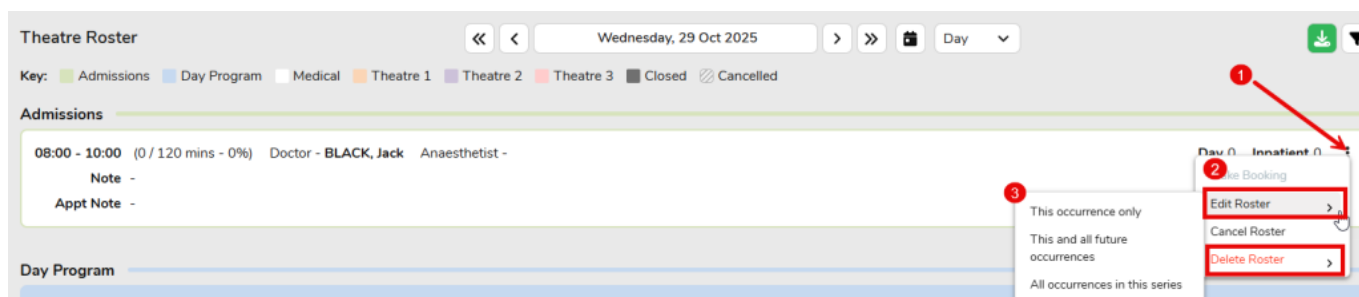 Theatre Roster
Wednesday, 29 Oct 2025
Day
Key: Admissions Day Program Medical Theatre 1 Theatre 2 Theatre 3 Closed Cancelled
1
Admissions
08:00 - 10:00 (0 / 120 mins - 0%) Doctor - BLACK, Jack Anaesthetist -
Day 0 Inpatient 0
Note -
Appt Note -
2
Booking
Edit Roster
Cancel Roster
Delete Roster
3
This occurrence only
This and all future
occurrences
All occurrences in this series
Day Program